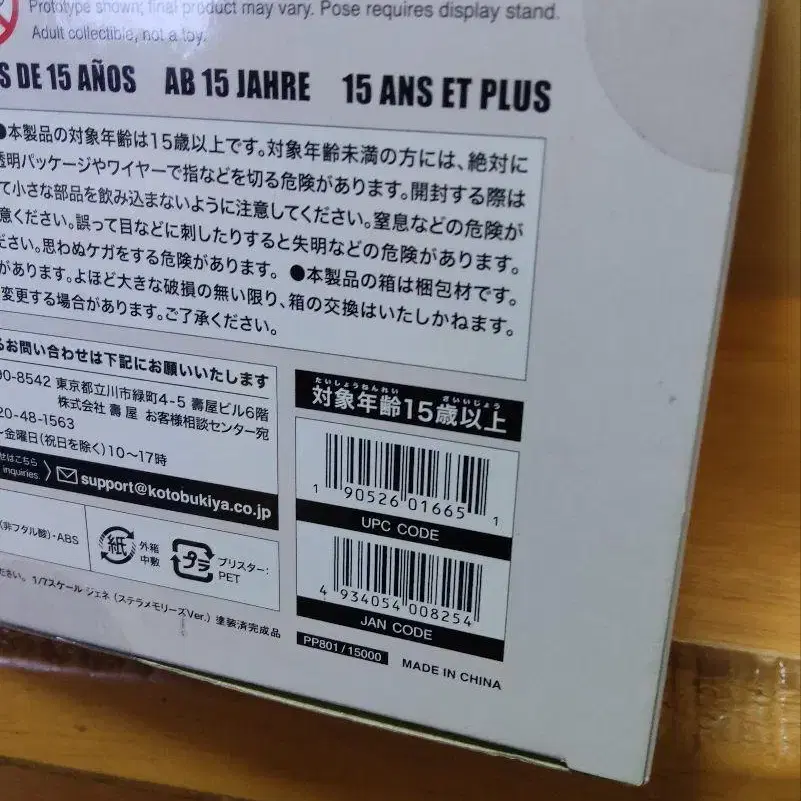 Prototype shown; final product may vary. Pose requires display stand.
Adult collectible, not a toy.
S DE 15 AÑOS AB 15 JAHRE 15 ANS ET PLUS
●本製品の対象年齢は15歳以上です。対象年齢未満の方には、絶対に
透明パッケージやワイヤーで指などを切る危険があります。開封する際は
て小さな部品を飲み込まないように注意してください。窒息などの危険が
意ください。誤って目などに刺したりすると失明などの危険があります。
ださい。思わぬケガをする危険があります。●本製品の箱は梱包材です。
があります。よほど大きな破損の無い限り、箱の交換はいたしかねます。
変更する場合があります。ご了承ください。
るお問い合わせは下記にお願いいたします
90-8542 東京都立川市緑町4-5 壽屋ビル6階
株式会社 壽屋 お客様相談センター宛
20-48-1563
~金曜日(祝日を除く)10~17時
せはこちら
inquiries.
support@kotobukiya.co.jp
(非フタル酸)・ABS
紙 外箱 中敷
プラ ブリスター: PET
ださい。 1/7スケール ジェネ (ステラメモリーズVer.) 塗装済完成品
たいしょうねんれい さいいじょう
対象年齢15歳以上
1 90526 01665 1
UPC CODE
4 934054 008254
JAN CODE
PP801/15000
MADE IN CHINA